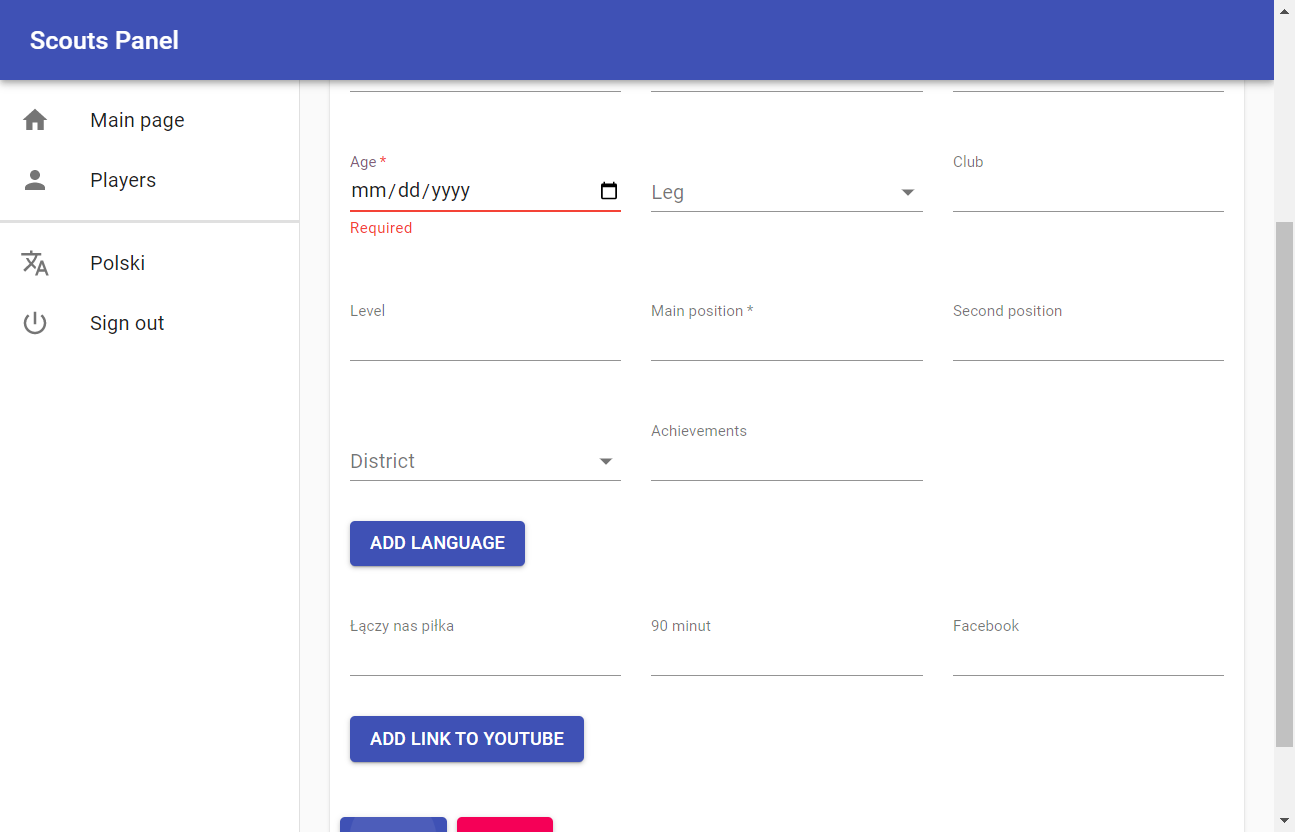 Scouts Panel
Main page
Players
Polski
Sign out
Age *
mm/dd/yyyy
Required
Leg
Club
Level
Main position *
Second position
District
Achievements
ADD LANGUAGE
Łączy nas piłka
90 minut
Facebook
ADD LINK TO YOUTUBE